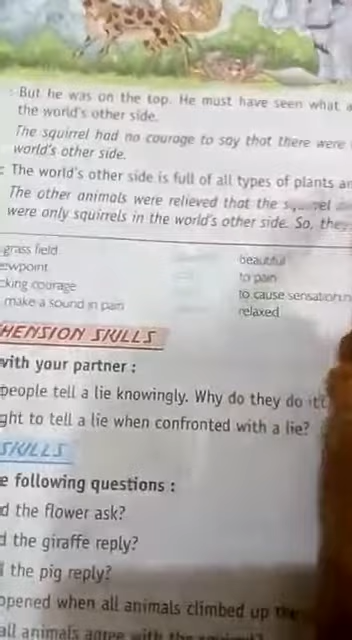 But he was on the top. He must have seen what a
the world's other side.
The squirrel had no courage to say that there were
world's other side.
: The world's other side is full of all types of plants
The other animals were relieved that the
were only squirrels in the world's other side. So, they
grass field
beautiful
ewpoint
to pain
cking courage
to cause sensation
make a sound in pain
relaxed
HENSION SKILLS
with your partner :
people tell a lie knowingly. Why do they do it?
ght to tell a lie when confronted with a lie?
SKILLS
e following questions :
d the flower ask?
d the giraffe reply?
the pig reply?
pened when all animals climbed up the
all animals agree with the